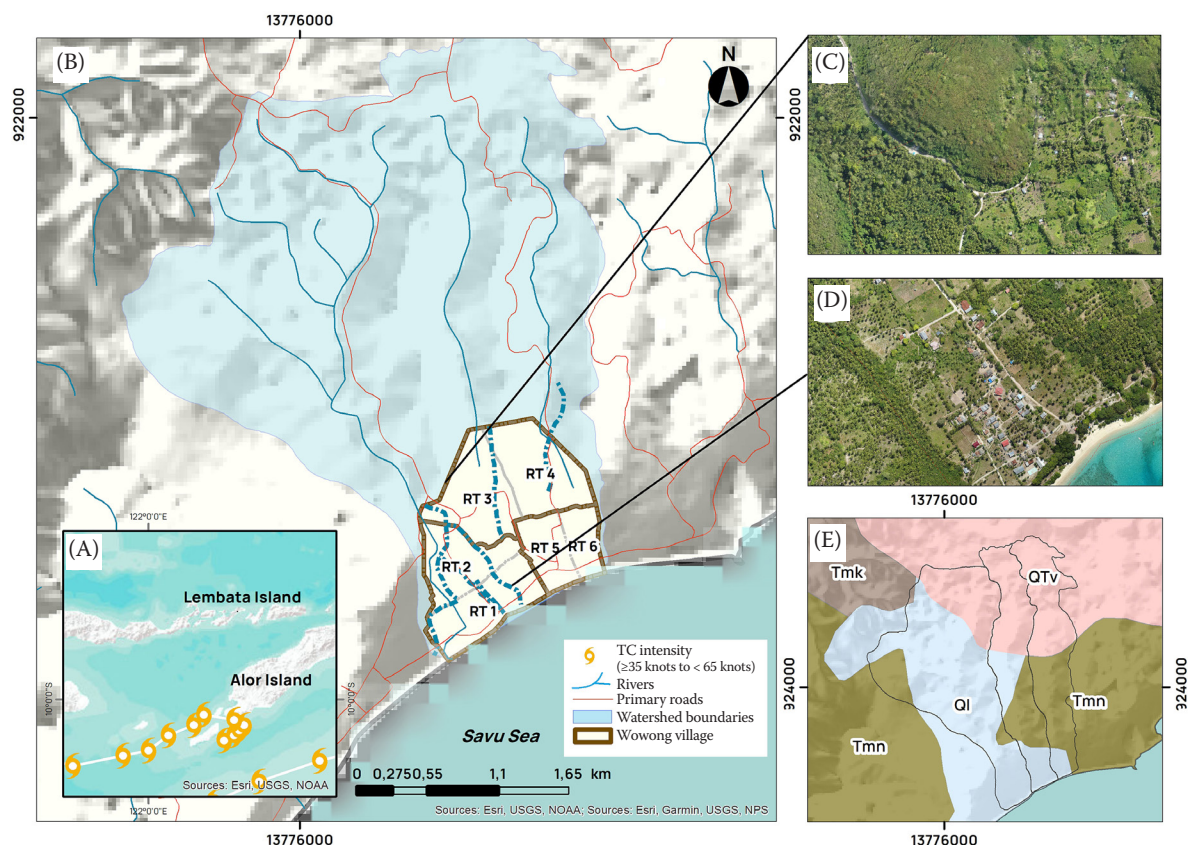 13776000
(B)
N
922000
922000
RT 4
RT 3
RT 5
RT 6
RT 2
RT 1
Savu Sea
0 0,275 0,55 1,1 1,65 km
Sources: Esri, USGS, NOAA; Sources: Esri, Garmin, USGS, NPS
13776000
TC intensity
(≥35 knots to < 65 knots)
Rivers
Primary roads
Watershed boundaries
Wowong village
122°0'0"E
(A)
Lembata Island
Alor Island
10°0'0"S
10°0'0"S
Sources: Esri, USGS, NOAA
122°0'0"E
(C)
(D)
13776000
(E)
Tmk
QTv
Ql
Tmn
Tmn
924000
924000
13776000